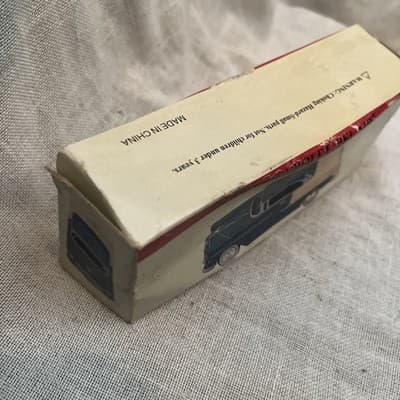 ⚠ WARNING: Choking Hazard-Small parts. Not for children under 3 years.
MADE IN CHINA